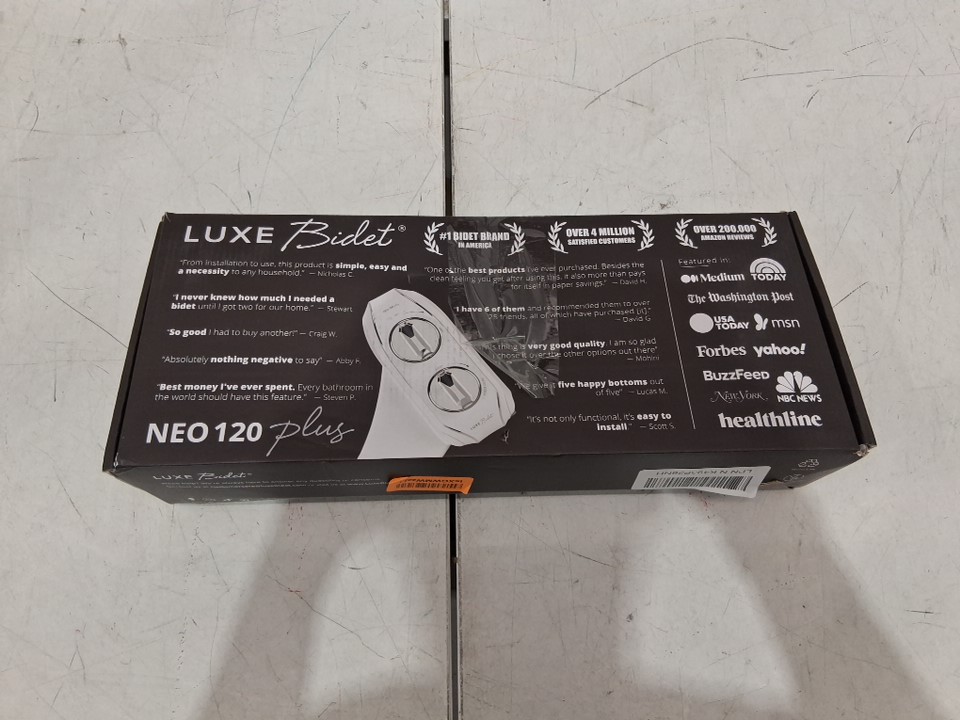 LUXE Bidet®
#1 BIDET BRAND
IN AMERICA
OVER 4 MILLION
SATISFIED CUSTOMERS
OVER 200,000
AMAZON REVIEWS
"From installation to use, this product is simple, easy and
a necessity to any household." — Nicholas C.
"I never knew how much I needed a
bidet until I got two for our home." — Stewart
"So good I had to buy another!" — Craig W.
"Absolutely nothing negative to say" — Abby F.
"Best money I've ever spent. Every bathroom in
the world should have this feature." — Steven P.
NEO 120 plus
"One of the best products I've ever purchased. Besides the
clean feeling you get after using this, it also more than pays
for itself in paper savings." — David H.
"I have 6 of them and recommended them to over
25 friends, all of which have purchased [it]."
— David G
thing is very good quality. I am so glad
I chose it over the other options out there"
— Mohini
"We give it five happy bottoms out
of five" — Lucas M.
"It's not only functional, it's easy to
install" — Scott S.
Featured in:
Medium
TODAY
The Washington Post
USA
TODAY
msn
Forbes yahoo!
BuzzFeed
NEW YORK
NBC NEWS
healthline
LUXE Bidet®